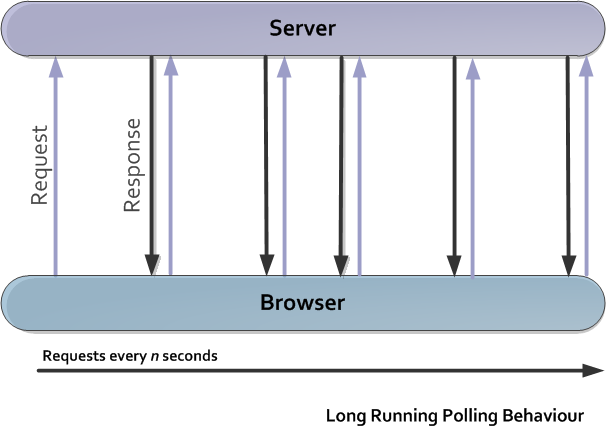 Server
Request
Response
Browser
Requests every n seconds
Long Running Polling Behaviour